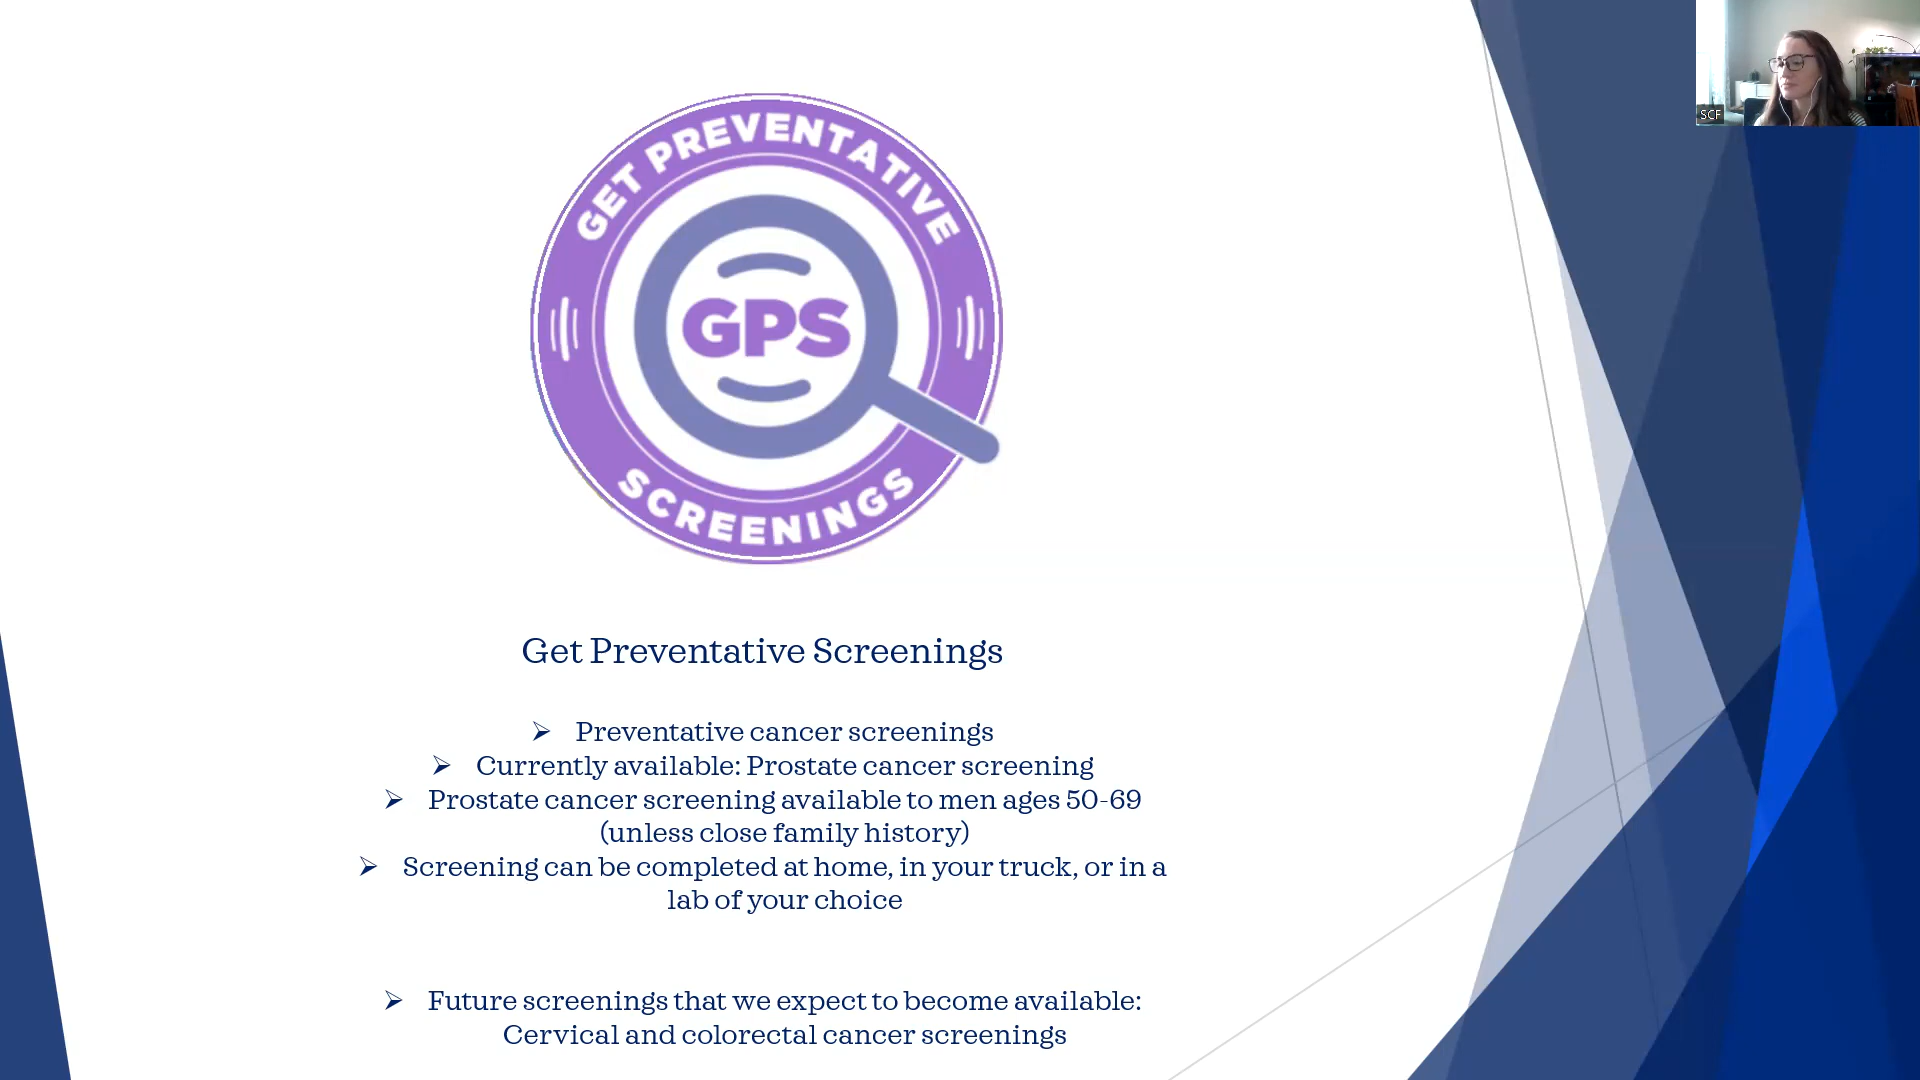 GET PREVENTATIVE
GPS
SCREENINGS
SCF
Get Preventative Screenings
➢ Preventative cancer screenings
➢ Currently available: Prostate cancer screening
➢ Prostate cancer screening available to men ages 50-69
(unless close family history)
➢ Screening can be completed at home, in your truck, or in a
lab of your choice
➢ Future screenings that we expect to become available:
Cervical and colorectal cancer screenings